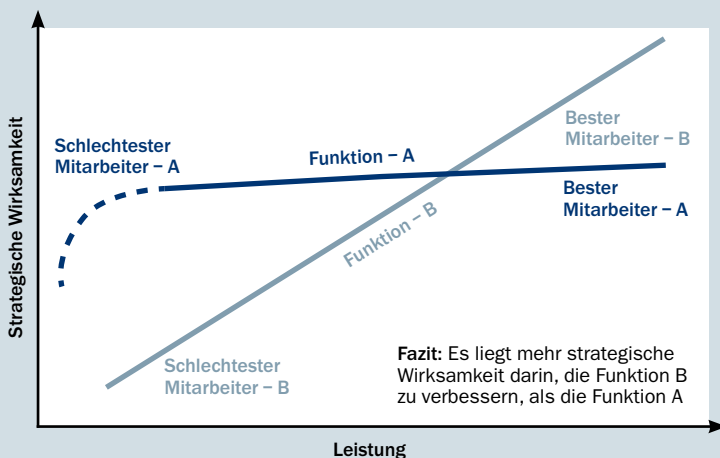 Strategische Wirksamkeit
Schlechtester
Mitarbeiter – A
Funktion – A
Bester
Mitarbeiter – B
Bester
Mitarbeiter – A
Funktion – B
Schlechtester
Mitarbeiter – B
Fazit: Es liegt mehr strategische
Wirksamkeit darin, die Funktion B
zu verbessern, als die Funktion A
Leistung